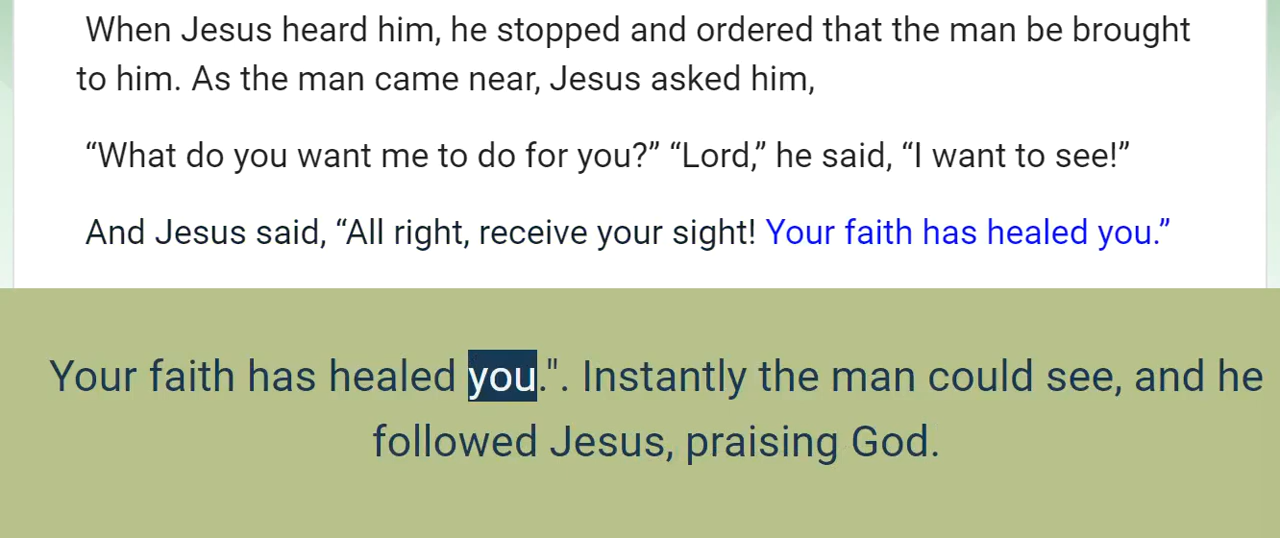 When Jesus heard him, he stopped and ordered that the man be brought
to him. As the man came near, Jesus asked him,
“What do you want me to do for you?” “Lord,” he said, “I want to see!”
And Jesus said, “All right, receive your sight! Your faith has healed you.”
Your faith has healed you.". Instantly the man could see, and he
followed Jesus, praising God.